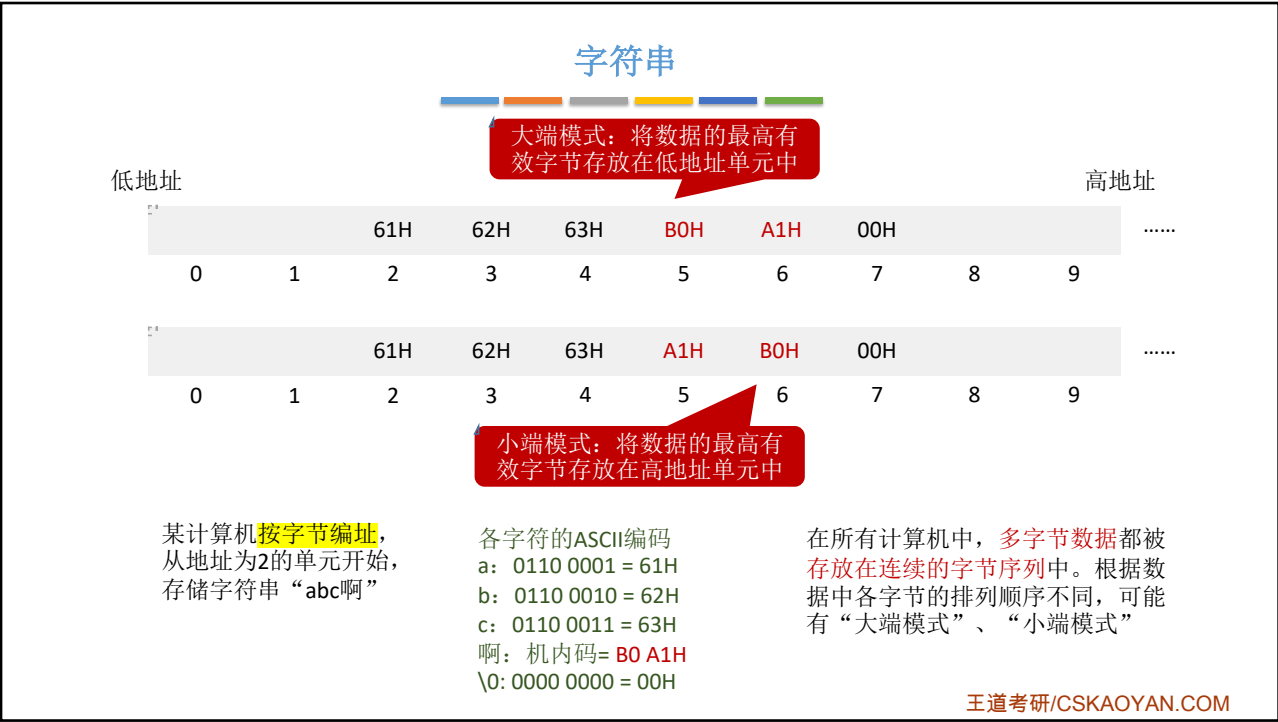 字符串
大端模式：将数据的最高有
效字节存放在低地址单元中
低地址 高地址
61H 62H 63H B0H A1H 00H ……
0 1 2 3 4 5 6 7 8 9
61H 62H 63H A1H B0H 00H ……
0 1 2 3 4 5 6 7 8 9
小端模式：将数据的最高有
效字节存放在高地址单元中
某计算机按字节编址，
从地址为2的单元开始，
存储字符串“abc啊”
各字符的ASCII编码
a：0110 0001 = 61H
b：0110 0010 = 62H
c：0110 0011 = 63H
啊：机内码= B0 A1H
\0: 0000 0000 = 00H
在所有计算机中，多字节数据都被
存放在连续的字节序列中。根据数
据中各字节的排列顺序不同，可能
有“大端模式”、“小端模式”
王道考研/CSKAOYAN.COM